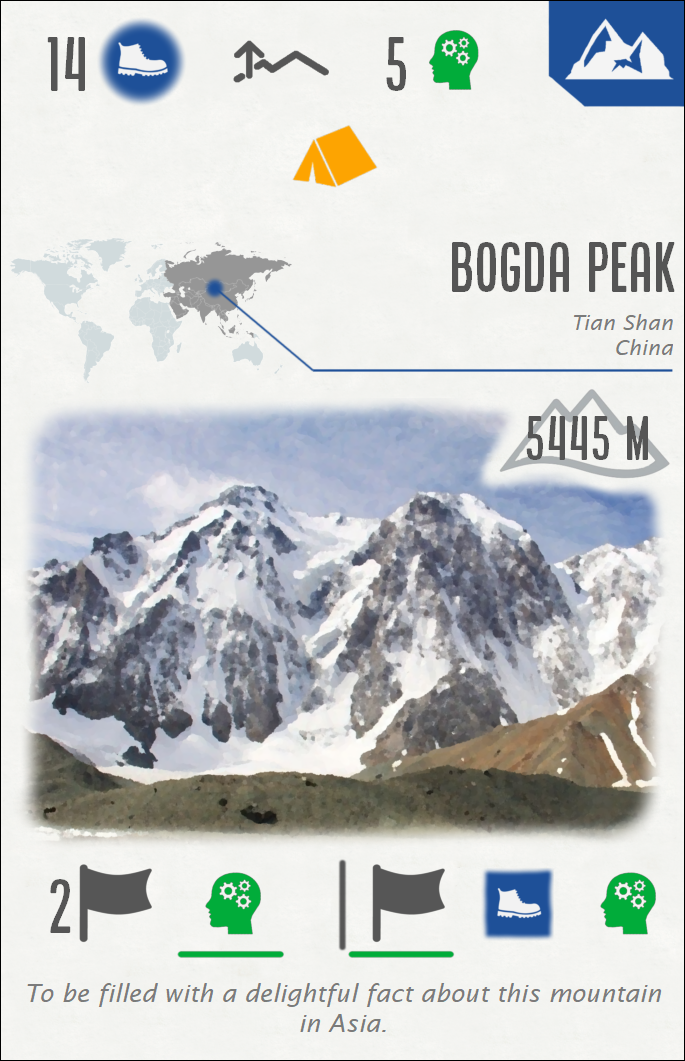 14
5
BOGDA PEAK
Tian Shan
China
5445 M
2
To be filled with a delightful fact about this mountain
in Asia.